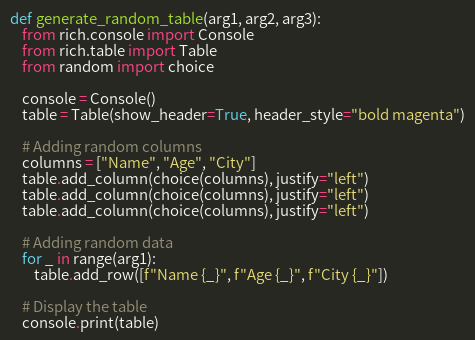 def generate_random_table(arg1, arg2, arg3):
from rich.console import Console
from rich.table import Table
from random import choice
console = Console()
table = Table(show_header=True, header_style="bold magenta")
# Adding random columns
columns = ["Name", "Age", "City"]
table.add_column(choice(columns), justify="left")
table.add_column(choice(columns), justify="left")
table.add_column(choice(columns), justify="left")
# Adding random data
for _ in range(arg1):
table.add_row([f"Name {_}", f"Age {_}", f"City {_}"])
# Display the table
console.print(table)